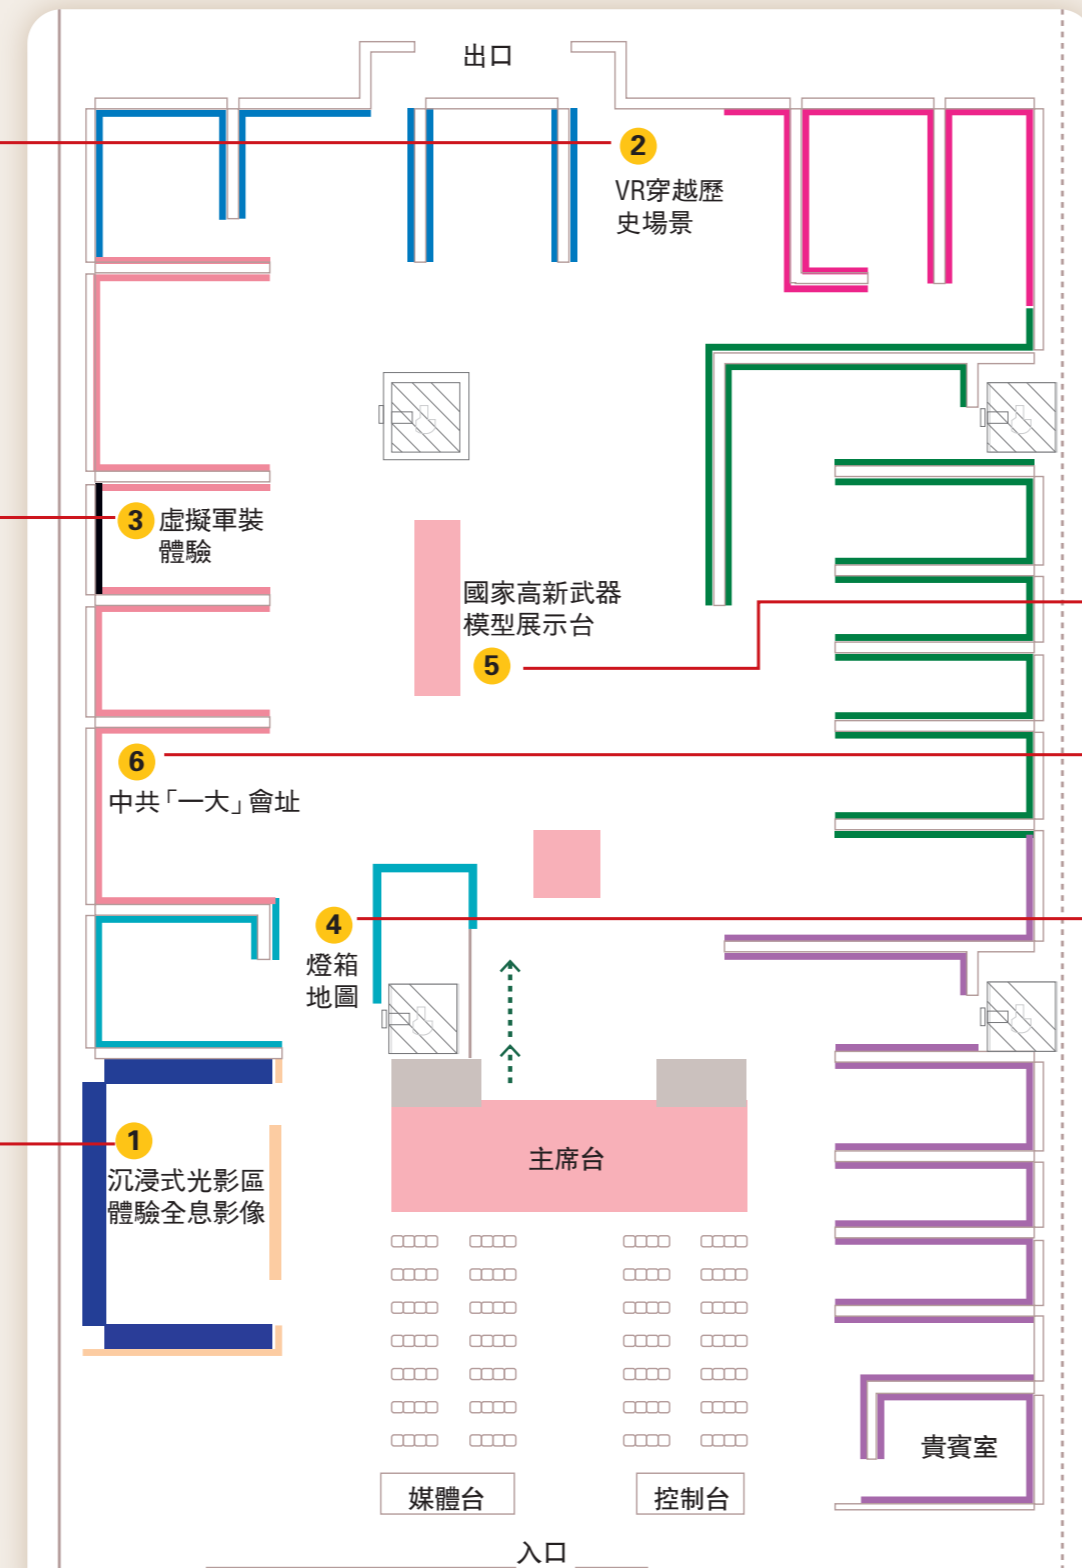 出口
2
VR穿越歷
史場景
3
虛擬軍裝
體驗
國家高新武器
模型展示台
5
6
中共「一大」會址
4
燈箱
地圖
1
沉浸式光影區
體驗全息影像
主席台
貴賓室
媒體台
控制台
入口